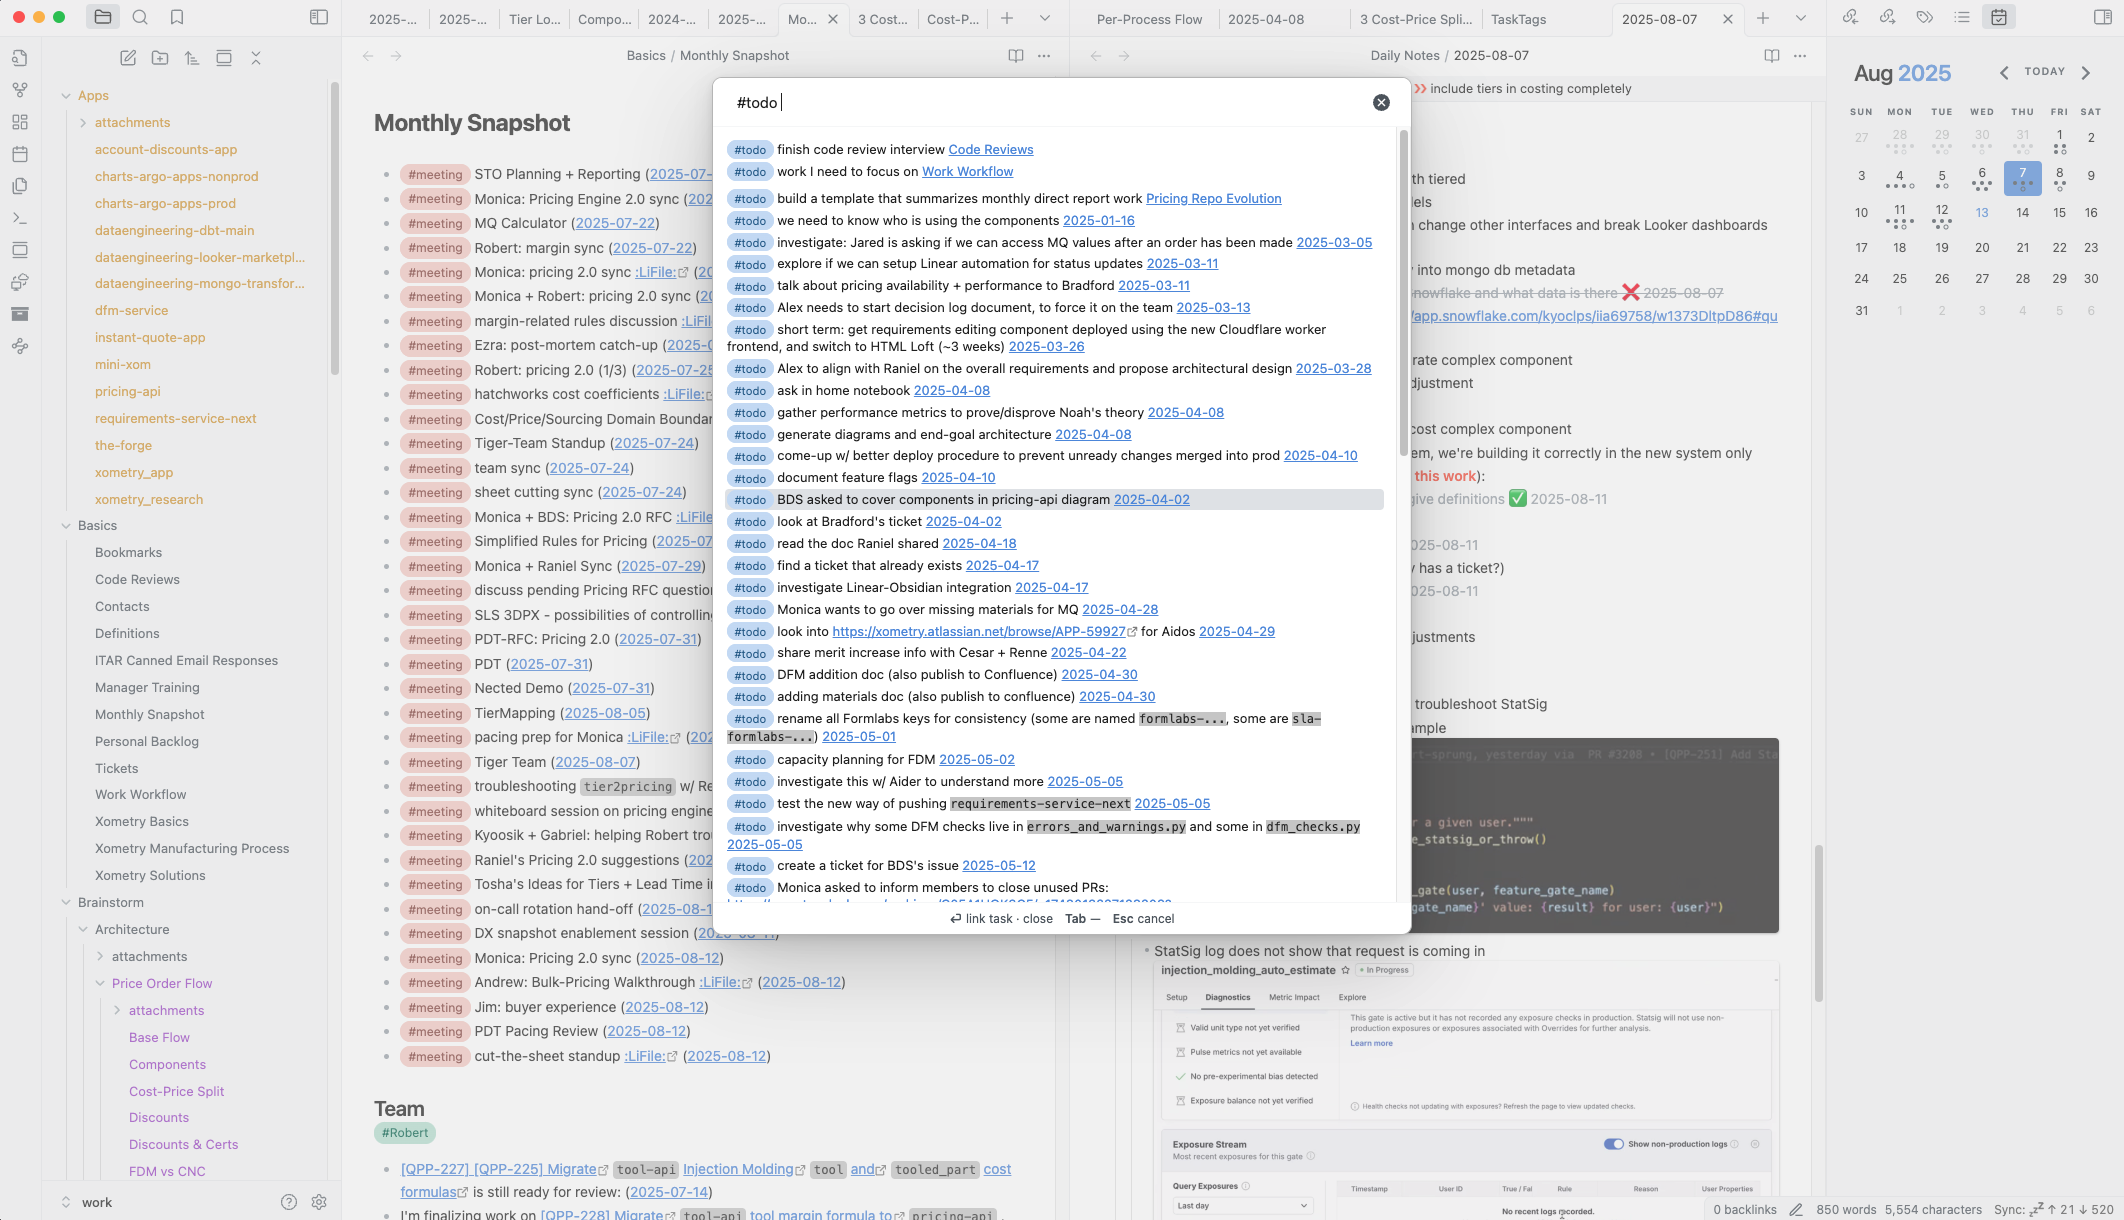 2025-...
2025-...
Tier Lo...
Compo...
2024-...
2025-...
Mo...
3 Cost...
Cost-P...
Per-Process Flow
2025-04-08
3 Cost-Price Spli...
TaskTags
2025-08-07
Apps
attachments
account-discounts-app
charts-argo-apps-nonprod
charts-argo-apps-prod
dataengineering-dbt-main
dataengineering-looker-marketpl...
dataengineering-mongo-transfor...
dfm-service
instant-quote-app
mini-xom
pricing-api
requirements-service-next
the-forge
xometry_app
xometry_research
Basics
Bookmarks
Code Reviews
Contacts
Definitions
ITAR Canned Email Responses
Manager Training
Monthly Snapshot
Personal Backlog
Tickets
Work Workflow
Xometry Basics
Xometry Manufacturing Process
Xometry Solutions
Brainstorm
Architecture
attachments
Price Order Flow
attachments
Base Flow
Components
Cost-Price Split
Discounts
Discounts & Certs
FDM vs CNC
work
Basics / Monthly Snapshot
Monthly Snapshot
#meeting STO Planning + Reporting (2025-07-
#meeting Monica: Pricing Engine 2.0 sync (202
#meeting MQ Calculator (2025-07-22)
#meeting Robert: margin sync (2025-07-22)
#meeting Monica: pricing 2.0 sync :LiFile: (20
#meeting Monica + Robert: pricing 2.0 sync (20
#meeting margin-related rules discussion :LiFil
#meeting Ezra: post-mortem catch-up (2025-0
#meeting Robert: pricing 2.0 (1/3) (2025-07-25
#meeting hatchworks cost coefficients :LiFile:
#meeting Cost/Price/Sourcing Domain Boundar
#meeting Tiger-Team Standup (2025-07-24)
#meeting team sync (2025-07-24)
#meeting sheet cutting sync (2025-07-24)
#meeting Monica + BDS: Pricing 2.0 RFC :LiFile
#meeting Simplified Rules for Pricing (2025-07
#meeting Monica + Raniel Sync (2025-07-29)
#meeting discuss pending Pricing RFC question
#meeting SLS 3DPX - possibilities of controlling
#meeting PDT-RFC: Pricing 2.0 (2025-07-31)
#meeting PDT (2025-07-31)
#meeting Nected Demo (2025-07-31)
#meeting TierMapping (2025-08-05)
#meeting pacing prep for Monica :LiFile: (202
#meeting Tiger Team (2025-08-07)
#meeting troubleshooting tier2pricing w/ Re
#meeting whiteboard session on pricing engine
#meeting Kyoosik + Gabriel: helping Robert trou
#meeting Raniel's Pricing 2.0 suggestions (202
#meeting Tosha's Ideas for Tiers + Lead Time i
#meeting on-call rotation hand-off (2025-08-1
#meeting DX snapshot enablement session (2025-08-11)
#meeting Monica: Pricing 2.0 sync (2025-08-12)
#meeting Andrew: Bulk-Pricing Walkthrough :LiFile: (2025-08-12)
#meeting Jim: buyer experience (2025-08-12)
#meeting PDT Pacing Review (2025-08-12)
#meeting cut-the-sheet standup :LiFile: (2025-08-12)
Team
#Robert
[QPP-227] [QPP-225] Migrate tool-api Injection Molding tool and tooled_part cost
formulas is still ready for review: (2025-07-14)
I'm finalizing work on [QPP-228] Migrate tool-api tool margin formula to pricing-api .
#todo
#todo finish code review interview Code Reviews
#todo work I need to focus on Work Workflow
#todo build a template that summarizes monthly direct report work Pricing Repo Evolution
#todo we need to know who is using the components 2025-01-16
#todo investigate: Jared is asking if we can access MQ values after an order has been made 2025-03-05
#todo explore if we can setup Linear automation for status updates 2025-03-11
#todo talk about pricing availability + performance to Bradford 2025-03-11
#todo Alex needs to start decision log document, to force it on the team 2025-03-13
#todo short term: get requirements editing component deployed using the new Cloudflare worker
frontend, and switch to HTML Loft (~3 weeks) 2025-03-26
#todo Alex to align with Raniel on the overall requirements and propose architectural design 2025-03-28
#todo ask in home notebook 2025-04-08
#todo gather performance metrics to prove/disprove Noah's theory 2025-04-08
#todo generate diagrams and end-goal architecture 2025-04-08
#todo come-up w/ better deploy procedure to prevent unready changes merged into prod 2025-04-10
#todo document feature flags 2025-04-10
#todo BDS asked to cover components in pricing-api diagram 2025-04-02
#todo look at Bradford's ticket 2025-04-02
#todo read the doc Raniel shared 2025-04-18
#todo find a ticket that already exists 2025-04-17
#todo investigate Linear-Obsidian integration 2025-04-17
#todo Monica wants to go over missing materials for MQ 2025-04-28
#todo look into https://xometry.atlassian.net/browse/APP-59927 for Aidos 2025-04-29
#todo share merit increase info with Cesar + Renne 2025-04-22
#todo DFM addition doc (also publish to Confluence) 2025-04-30
#todo adding materials doc (also publish to confluence) 2025-04-30
#todo rename all Formlabs keys for consistency (some are named formlabs-..., some are sla-
formlabs-...) 2025-05-01
#todo capacity planning for FDM 2025-05-02
#todo investigate this w/ Aider to understand more 2025-05-05
#todo test the new way of pushing requirements-service-next 2025-05-05
#todo investigate why some DFM checks live in errors_and_warnings.py and some in dfm_checks.py
2025-05-05
#todo create a ticket for BDS's issue 2025-05-12
#todo Monica asked to inform members to close unused PRs:
link task · close Tab — Esc cancel
Daily Notes / 2025-08-07
include tiers in costing completely
th tiered
els
change other interfaces and break Looker dashboards
into mongo db metadata
nowflake and what data is there ❌ 2025-08-07
/app.snowflake.com/kyoclps/iia69758/w1373DltpD86#qu
rate complex component
djustment
cost complex component
em, we're building it correctly in the new system only
this work):
give definitions ✅ 2025-08-11
025-08-11
has a ticket?)
025-08-11
justments
troubleshoot StatSig
ample
rt-sprung, yesterday via PR #3208 • [QPP-251] Add Sta
r a given user."""
e_statsig_or_throw()
_gate(user, feature_gate_name)
gate_name}' value: {result} for user: {user}")
StatSig log does not show that request is coming in
injection_molding_auto_estimate In Progress
Setup Diagnostics Metric Impact Explore
Valid unit type not yet verified
Pulse metrics not yet available
No pre-experimental bias detected
Exposure balance not yet verified
This gate is active but it has not recorded any exposure checks in production. Statsig will not use non-
production exposures or exposures associated with Overrides for further analysis.
Learn more
Health checks not updating with exposures? Refresh the page to view updated checks.
Exposure Stream
Most recent exposures for this gate
Show non-production logs
Query Exposures
Last day
Timestamp User ID True / Fal Rule Reason User Properties
No recent logs recorded.
0 backlinks 850 words 5,554 characters Sync: 21 520
Aug 2025
TODAY
SUN MON TUE WED THU FRI SAT
27 28 29 30 31 1 2
3 4 5 6 7 8 9
10 11 12 13 14 15 16
17 18 19 20 21 22 23
24 25 26 27 28 29 30
31 1 2 3 4 5 6